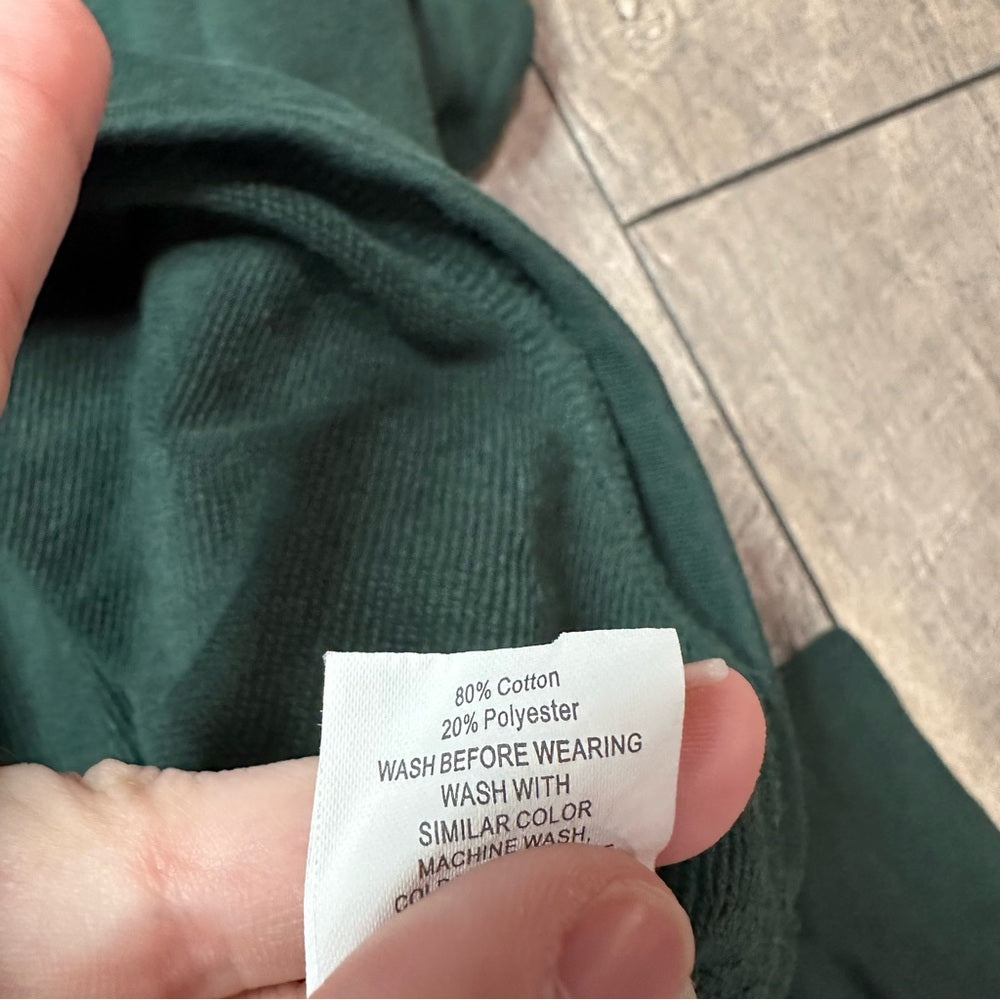 80% Cotton
20% Polyester
WASH BEFORE WEARING
WASH WITH
SIMILAR COLOR
MACHINE WASH,